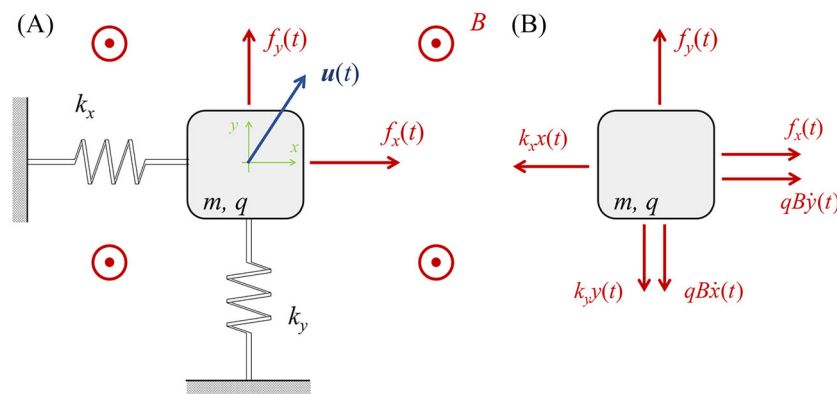 (A)
f_y(t)
B
u(t)
k_x
y
x
f_x(t)
m, q
k_y
(B)
f_y(t)
k_x x(t)
f_x(t)
m, q
qBẏ(t)
k_y y(t)
qBẋ(t)